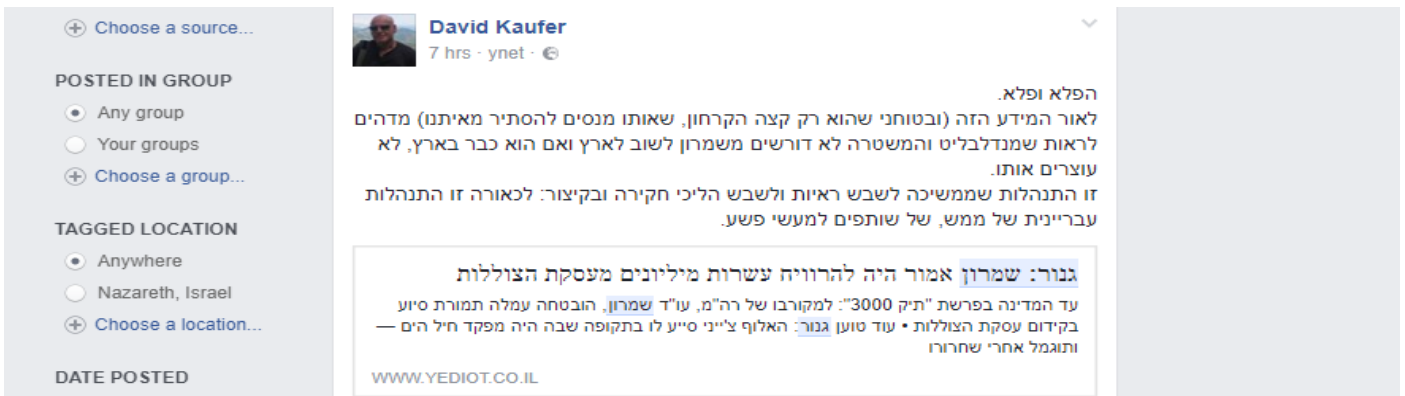 Choose a source...
POSTED IN GROUP
Any group
Your groups
Choose a group...
TAGGED LOCATION
Anywhere
Nazareth, Israel
Choose a location...
DATE POSTED
David Kaufer
7 hrs · ynet ·
הפלא ופלא.
לאור המידע הזה (ובטוחני שהוא רק קצה הקרחון, שאותו מנסים להסתיר מאיתנו) מדהים
לראות שמנדלבליט והמשטרה לא דורשים משמרון לשוב לארץ ואם הוא כבר בארץ, לא
עוצרים אותו.
זו התנהלות שממשיכה לשבש ראיות ולשבש הליכי חקירה ובקיצור: לכאורה זו התנהלות
עבריינית של ממש, של שותפים למעשי פשע.
גנור: שמרון אמור היה להרוויח עשרות מיליונים מעסקת הצוללות
עד המדינה בפרשת "תיק 3000": למקורבו של רה"מ, עו"ד שמרון, הובטחה עמלה תמורת סיוע
בקידום עסקת הצוללות • עוד טוען גנור: האלוף צ'ייני סייע לו בתקופה שבה היה מפקד חיל הים —
ותוגמל אחרי שחרורו
WWW.YEDIOT.CO.IL